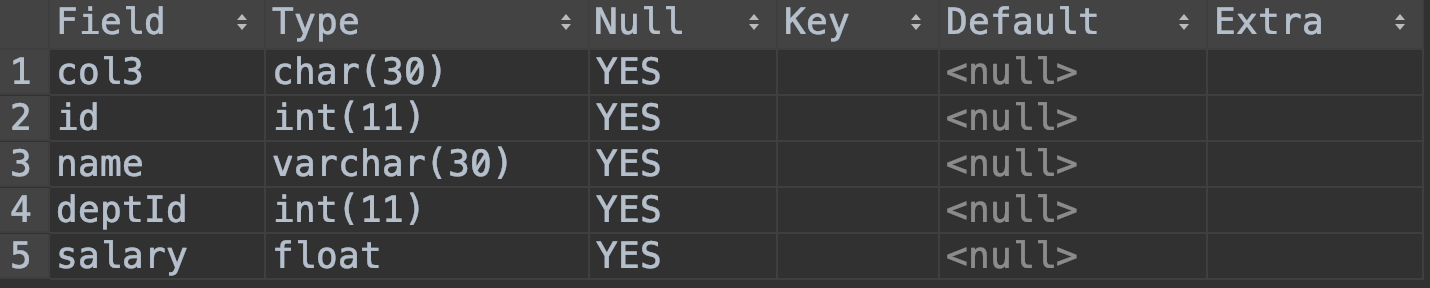 Field Type Null Key Default Extra
1 col3 char(30) YES <null>
2 id int(11) YES <null>
3 name varchar(30) YES <null>
4 deptId int(11) YES <null>
5 salary float YES <null>